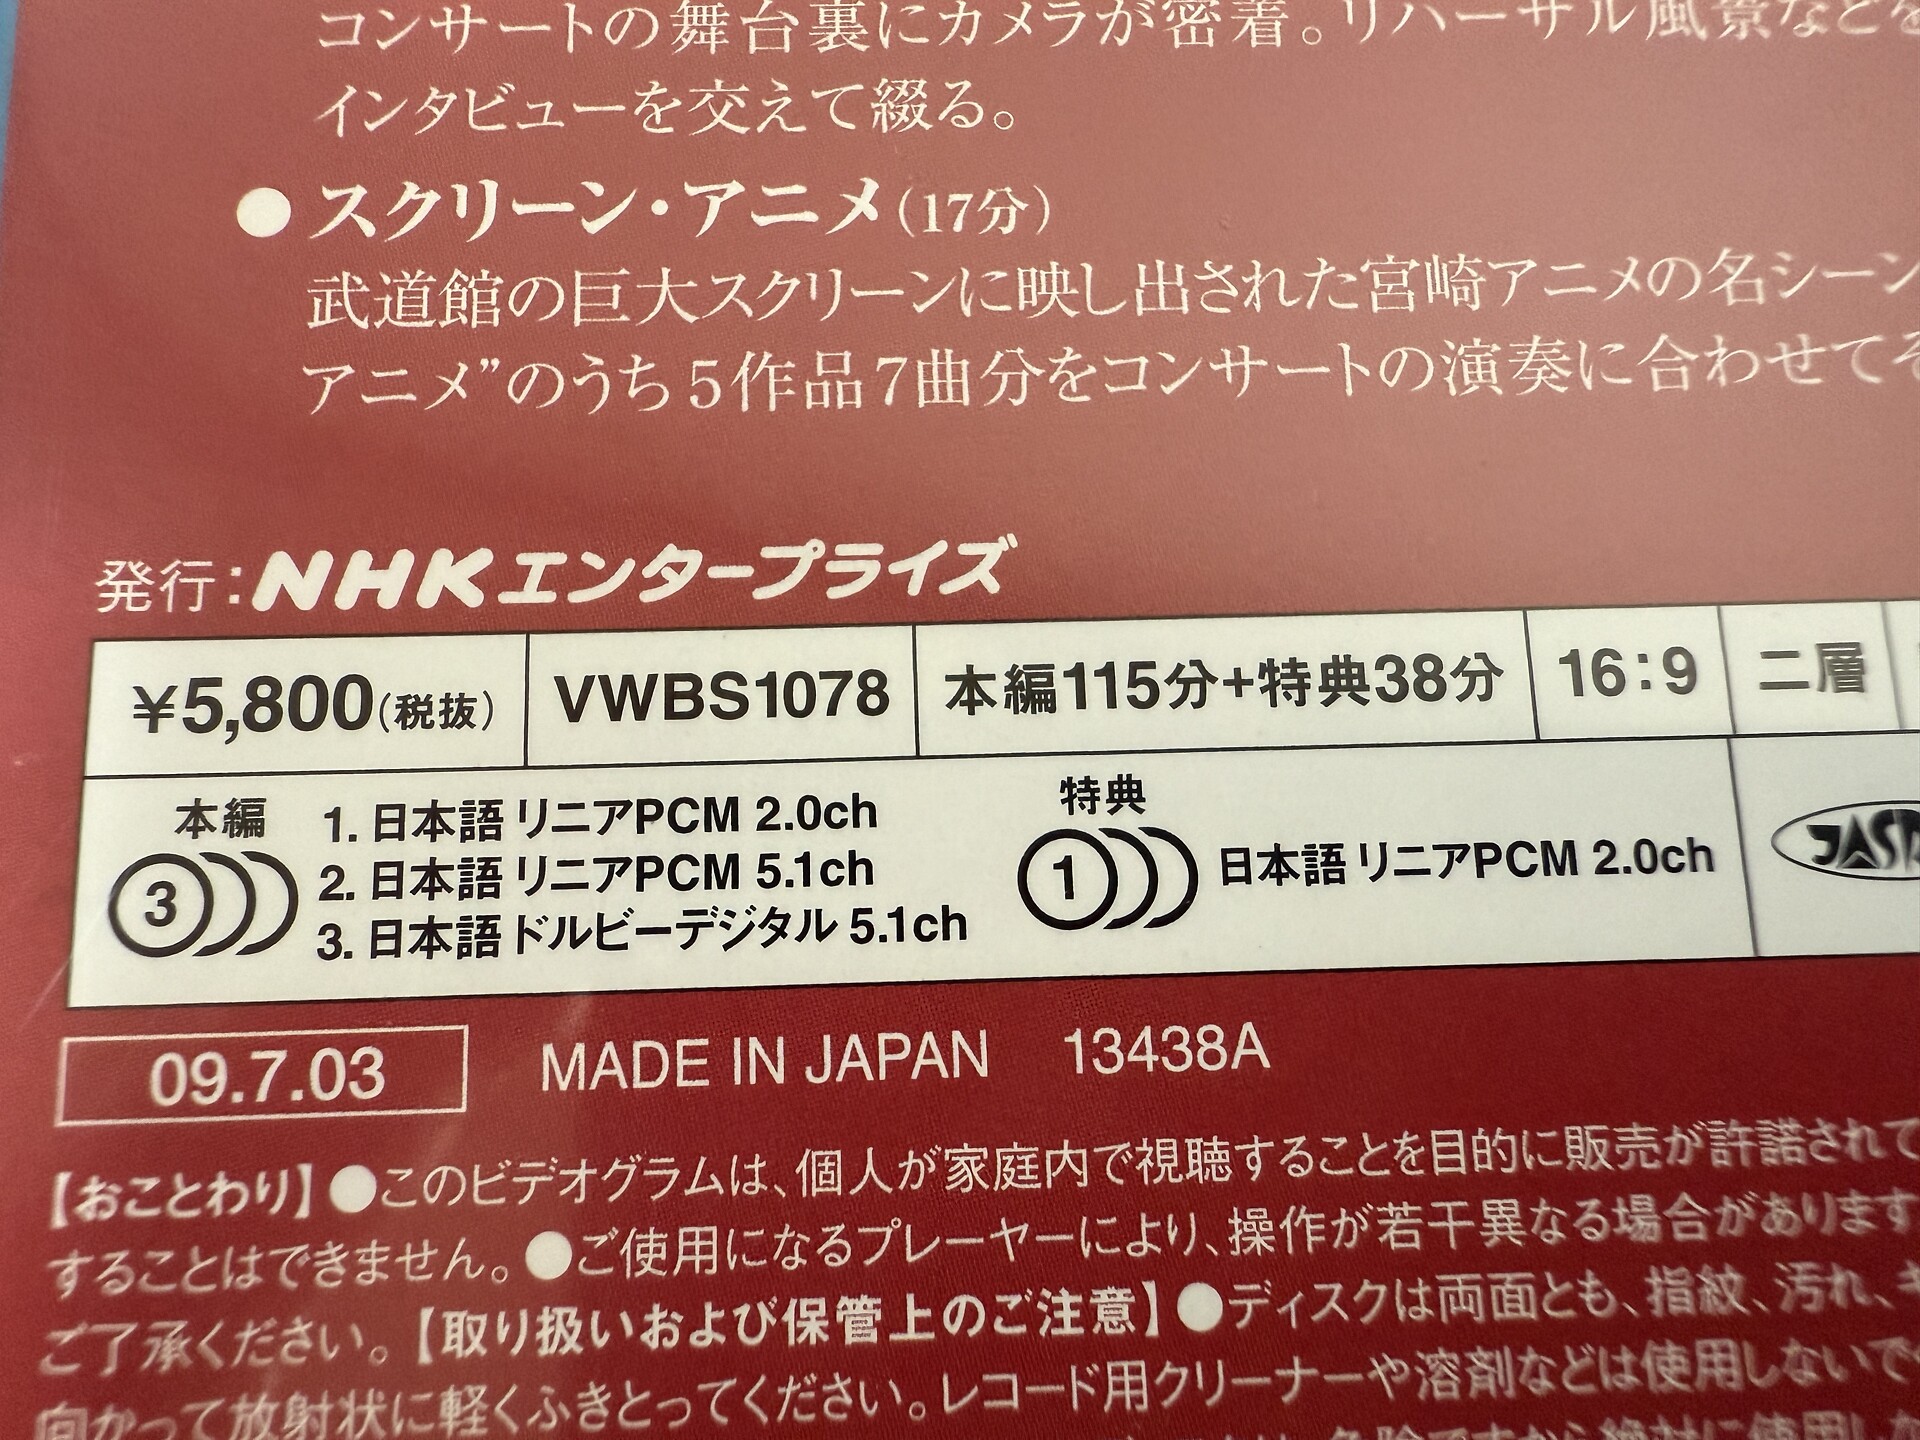 コンサートの舞台裏にカメラが密着。リハーサル風景などを
インタビューを交えて綴る。
●スクリーン・アニメ(17分)
武道館の巨大スクリーンに映し出された宮崎アニメの名シーン
アニメ”のうち5作品7曲分をコンサートの演奏に合わせてそ
発行:NHKエンタープライズ
¥5,800(税抜) VWBS1078 本編115分+特典38分 16:9 二層
本編 特典
3 1. 日本語 リニアPCM 2.0ch
2. 日本語 リニアPCM 5.1ch
3. 日本語 ドルビーデジタル 5.1ch
1 日本語 リニアPCM 2.0ch
JASR
09.7.03 MADE IN JAPAN 13438A
【おことわり】●このビデオグラムは、個人が家庭内で視聴することを目的に販売が許諾されて
することはできません。●ご使用になるプレーヤーにより、操作が若干異なる場合があります
ご了承ください。【取り扱いおよび保管上のご注意】●ディスクは両面とも、指紋、汚れ、キ
向かって放射状に軽くふきとってください。レコード用クリーナーや溶剤などは使用しないで
危険ですから絶対に使用し